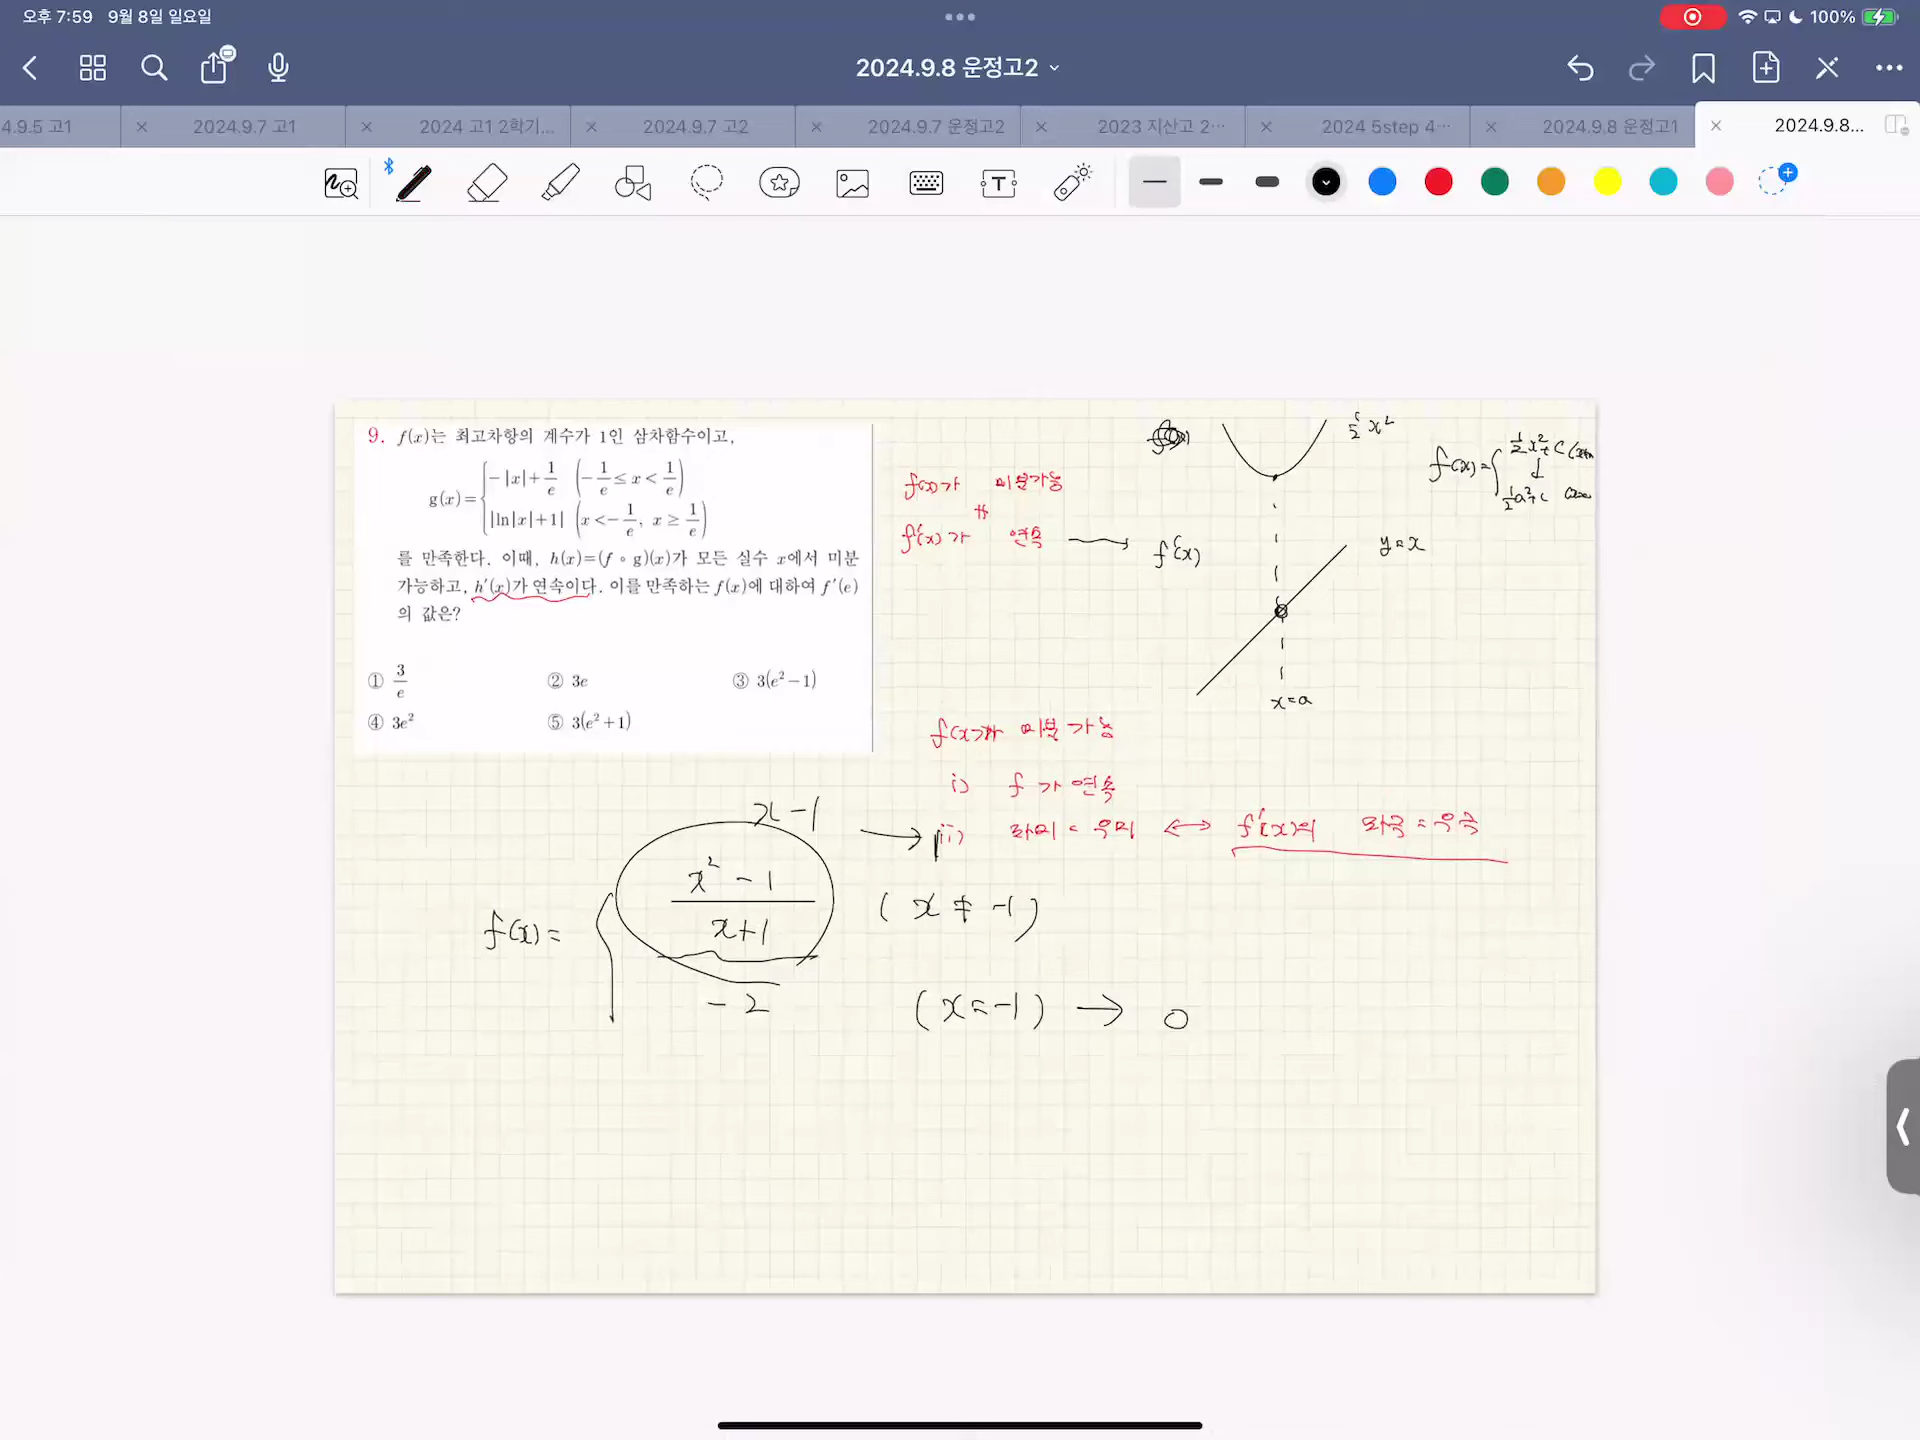 오후 7:59 9월 8일 일요일
100%
2024.9.8 운정고2
4.9.5 고1
2024.9.7 고1
2024 고1 2학기...
2024.9.7 고2
2024.9.7 운정고2
2023 지산고 2...
2024 5step 4...
2024.9.8 운정고1
2024.9.8...
9. f(x)는 최고차항의 계수가 1인 삼차함수이고,
g(x)= { -|x|+1/e (-1/e ≤ x < 1/e)
|ln|x|+1| (x<-1/e, x ≥ 1/e)
를 만족한다. 이때, h(x)=(f∘g)(x)가 모든 실수 x에서 미분
가능하고, h′(x)가 연속이다. 이를 만족하는 f(x)에 대하여 f′(e)
의 값은?
① 3/e ② 3e ③ 3(e²-1)
④ 3e² ⑤ 3(e²+1)
f(x)가 미분가능
f′(x)가 연속 → f′(x)
½x²
f(x)= { ½x²+C
½a²+C
y=x
x=a
f(x)가 미분가능
i) f가 연속
ii) 좌미 = 우미 ↔ f′(x)의 좌극 = 우극
x-1 →
f(x)= { (x²-1)/(x+1) (x≠-1)
-2 (x=-1) → 0